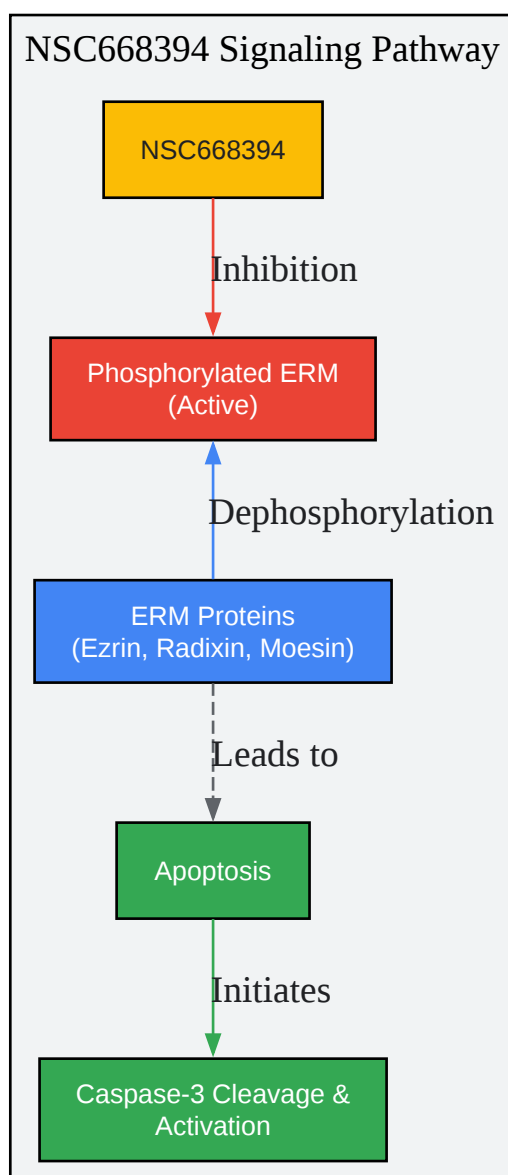 NSC668394 Signaling Pathway
NSC668394
Inhibition
Phosphorylated ERM
(Active)
Dephosphorylation
ERM Proteins
(Ezrin, Radixin, Moesin)
Leads to
Apoptosis
Initiates
Caspase-3 Cleavage &
Activation